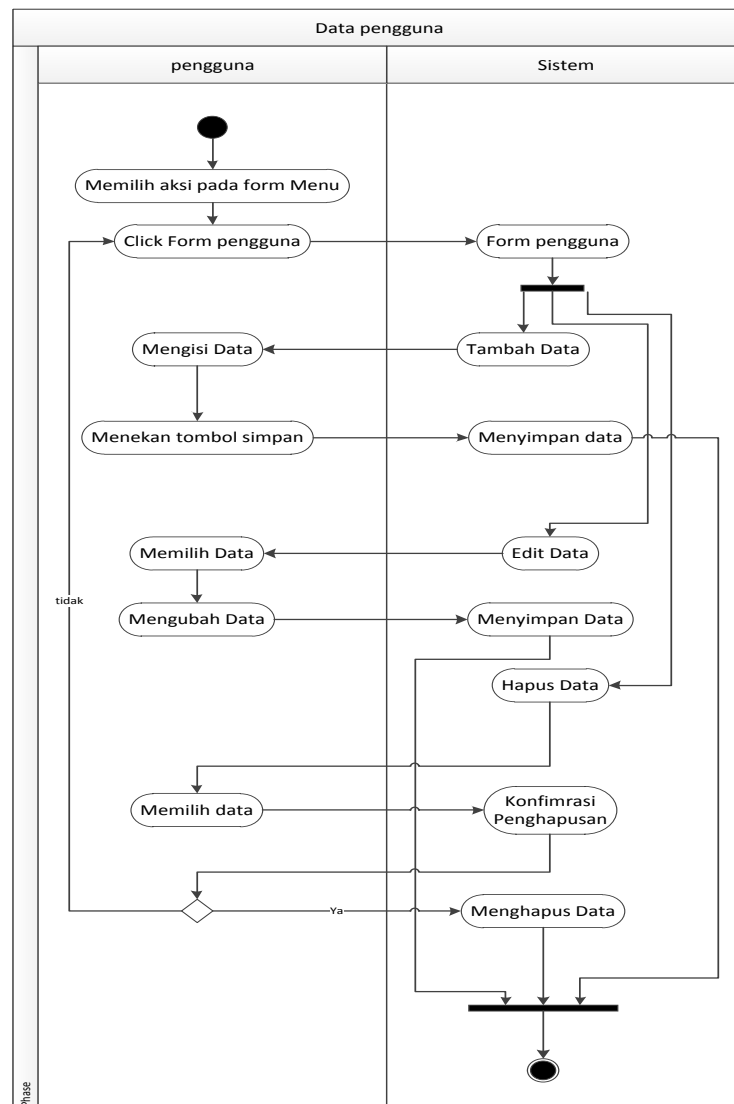 Data pengguna
pengguna
Sistem
Memilih aksi pada form Menu
Click Form pengguna
Form pengguna
Mengisi Data
Tambah Data
Menekan tombol simpan
Menyimpan data
Memilih Data
Edit Data
tidak
Mengubah Data
Menyimpan Data
Hapus Data
Memilih data
Konfimrasi
Penghapusan
Ya
Menghapus Data
Phase